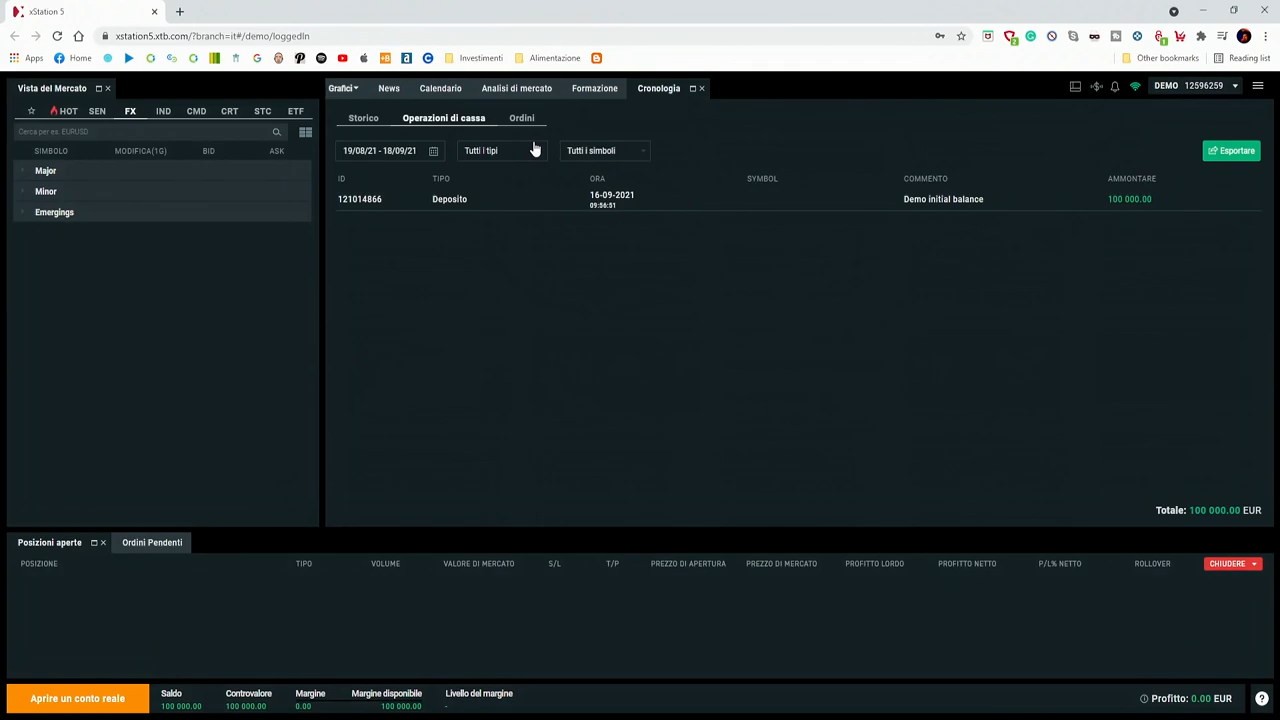 xStation 5
xstation5.xtb.com/?branch=it#/demo/loggedIn
Apps
Home
Investimenti
Alimentazione
Other bookmarks
Reading list
Vista del Mercato
Grafici
News
Calendario
Analisi di mercato
Formazione
Cronologia
DEMO 12596259
HOT SEN FX IND CMD CRT STC ETF
Cerca per es. EURUSD
SIMBOLO MODIFICA(1G) BID ASK
Major
Minor
Emergings
Storico Operazioni di cassa Ordini
19/08/21 - 18/09/21
Tutti i tipi
Tutti i simboli
Esportare
ID TIPO ORA SYMBOL COMMENTO AMMONTARE
121014866 Deposito 16-09-2021 Demo initial balance 100 000.00
09:56:51
Totale: 100 000.00 EUR
Posizioni aperte
Ordini Pendenti
POSIZIONE TIPO VOLUME VALORE DI MERCATO S/L T/P PREZZO DI APERTURA PREZZO DI MERCATO PROFITTO LORDO PROFITTO NETTO P/L% NETTO ROLLOVER CHIUDERE
Aprire un conto reale
Saldo Controvalore Margine Margine disponibile Livello del margine
100 000.00 100 000.00 0.00 100 000.00 -
Profitto: 0.00 EUR